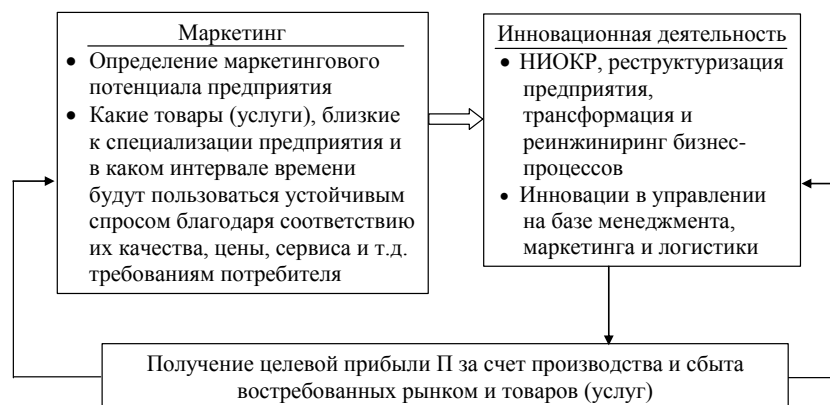 Маркетинг
• Определение маркетингового
потенциала предприятия
• Какие товары (услуги), близкие
к специализации предприятия и
в каком интервале времени
будут пользоваться устойчивым
спросом благодаря соответствию
их качества, цены, сервиса и т.д.
требованиям потребителя
Инновационная деятельность
• НИОКР, реструктуризация
предприятия,
трансформация и
реинжиниринг бизнес-
процессов
• Инновации в управлении
на базе менеджмента,
маркетинга и логистики
Получение целевой прибыли П за счет производства и сбыта
востребованных рынком и товаров (услуг)